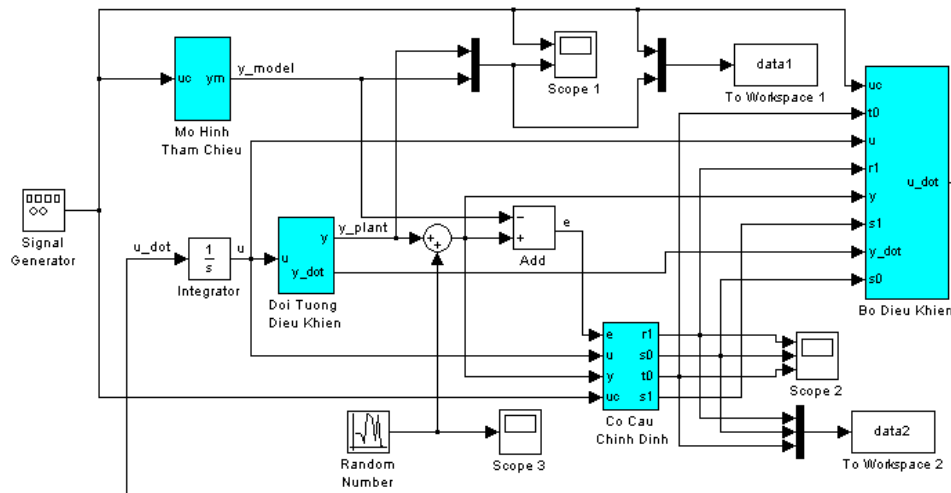 uc
ym
y_model
Mo Hinh
Tham Chieu
Scope 1
data1
To Workspace 1
uc
t0
u
r1
y
s1
y_dot
s0
u_dot
Bo Dieu Khien
Signal
Generator
u_dot
1
s
Integrator
u
u
y
y_dot
y_plant
Doi Tuong
Dieu Khien
+
+
−
+
Add
e
e
u
y
uc
r1
s0
t0
s1
Co Cau
Chinh Dinh
Scope 2
Random
Number
Scope 3
data2
To Workspace 2